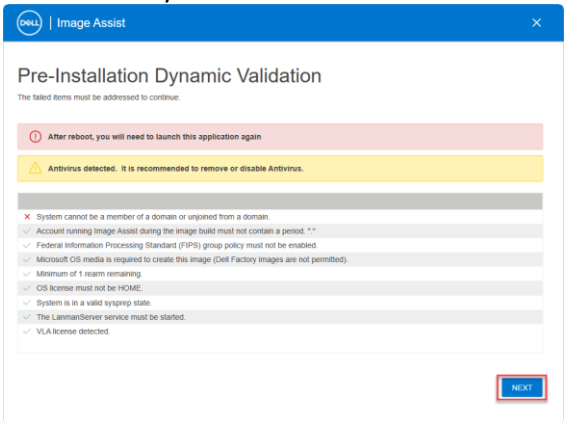 DELL | Image Assist
Pre-Installation Dynamic Validation
The failed items must be addressed to continue.
After reboot, you will need to launch this application again
Antivirus detected. It is recommended to remove or disable Antivirus.
System cannot be a member of a domain or unjoined from a domain.
Account running Image Assist during the image build must not contain a period. "."
Federal Information Processing Standard (FIPS) group policy must not be enabled.
Microsoft OS media is required to create this image (Dell Factory images are not permitted).
Minimum of 1 rearm remaining.
OS license must not be HOME.
System is in a valid sysprep state.
The LanmanServer service must be started.
VLA license detected.
NEXT